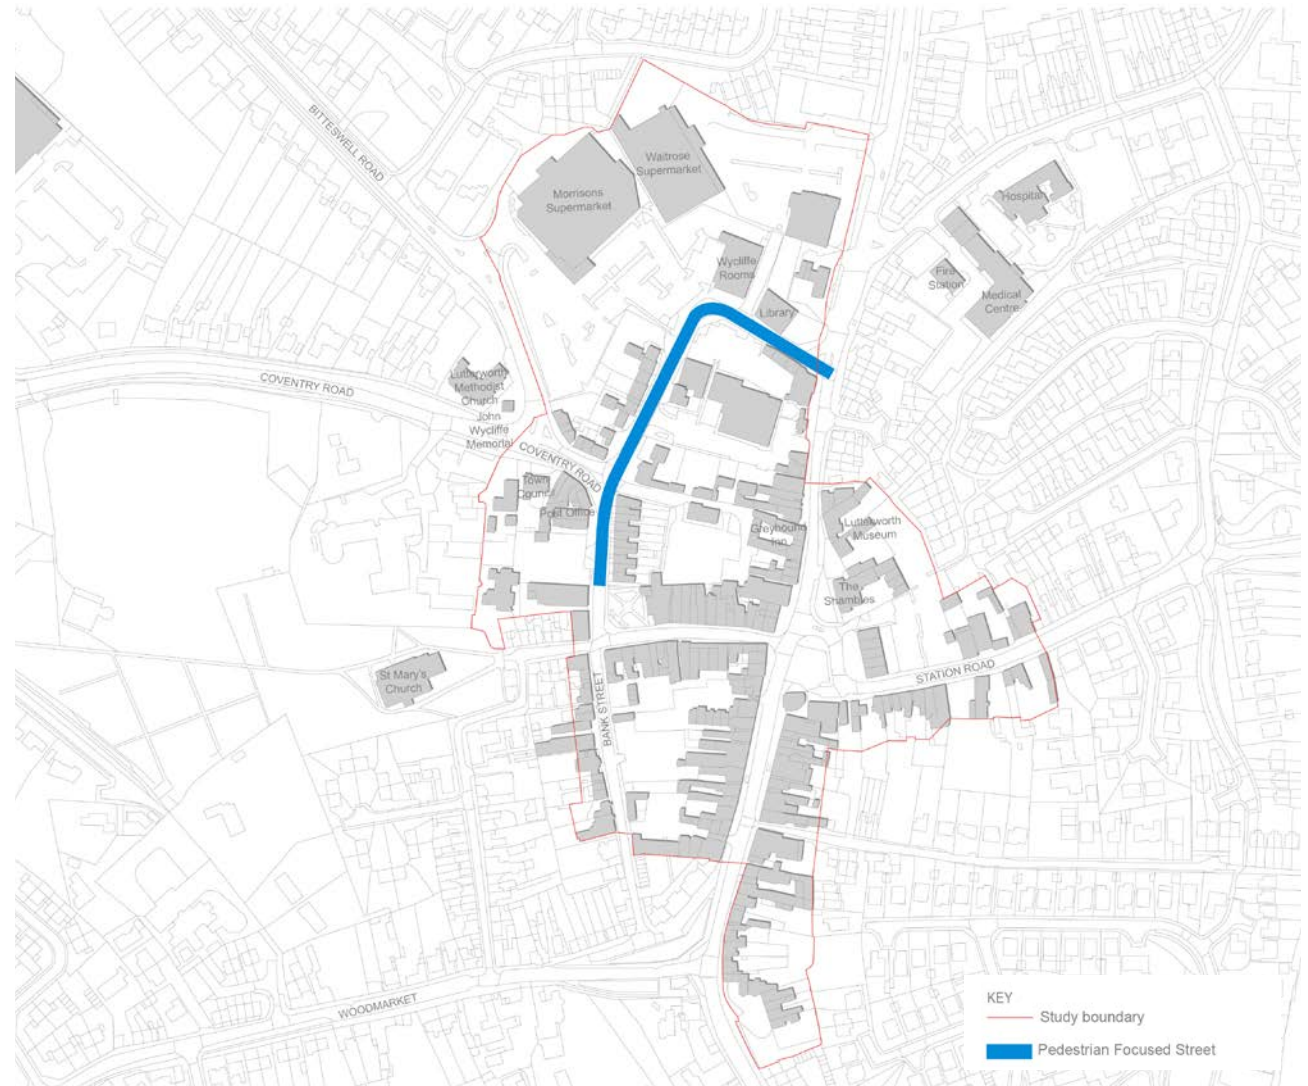 BITTESWELL ROAD
Waitrose
Supermarket
Morrisons
Supermarket
Hospital
Wycliffe
Rooms
Fire
Station
Medical
Centre
Library
COVENTRY ROAD
Lutterworth
Methodist
Church
John
Wycliffe
Memorial
COVENTRY ROAD
Town
Council
Post Office
Greyhound
Inn
Lutterworth
Museum
The
Shambles
STATION ROAD
St Mary's
Church
BANK STREET
WOODMARKET
KEY
Study boundary
Pedestrian Focused Street